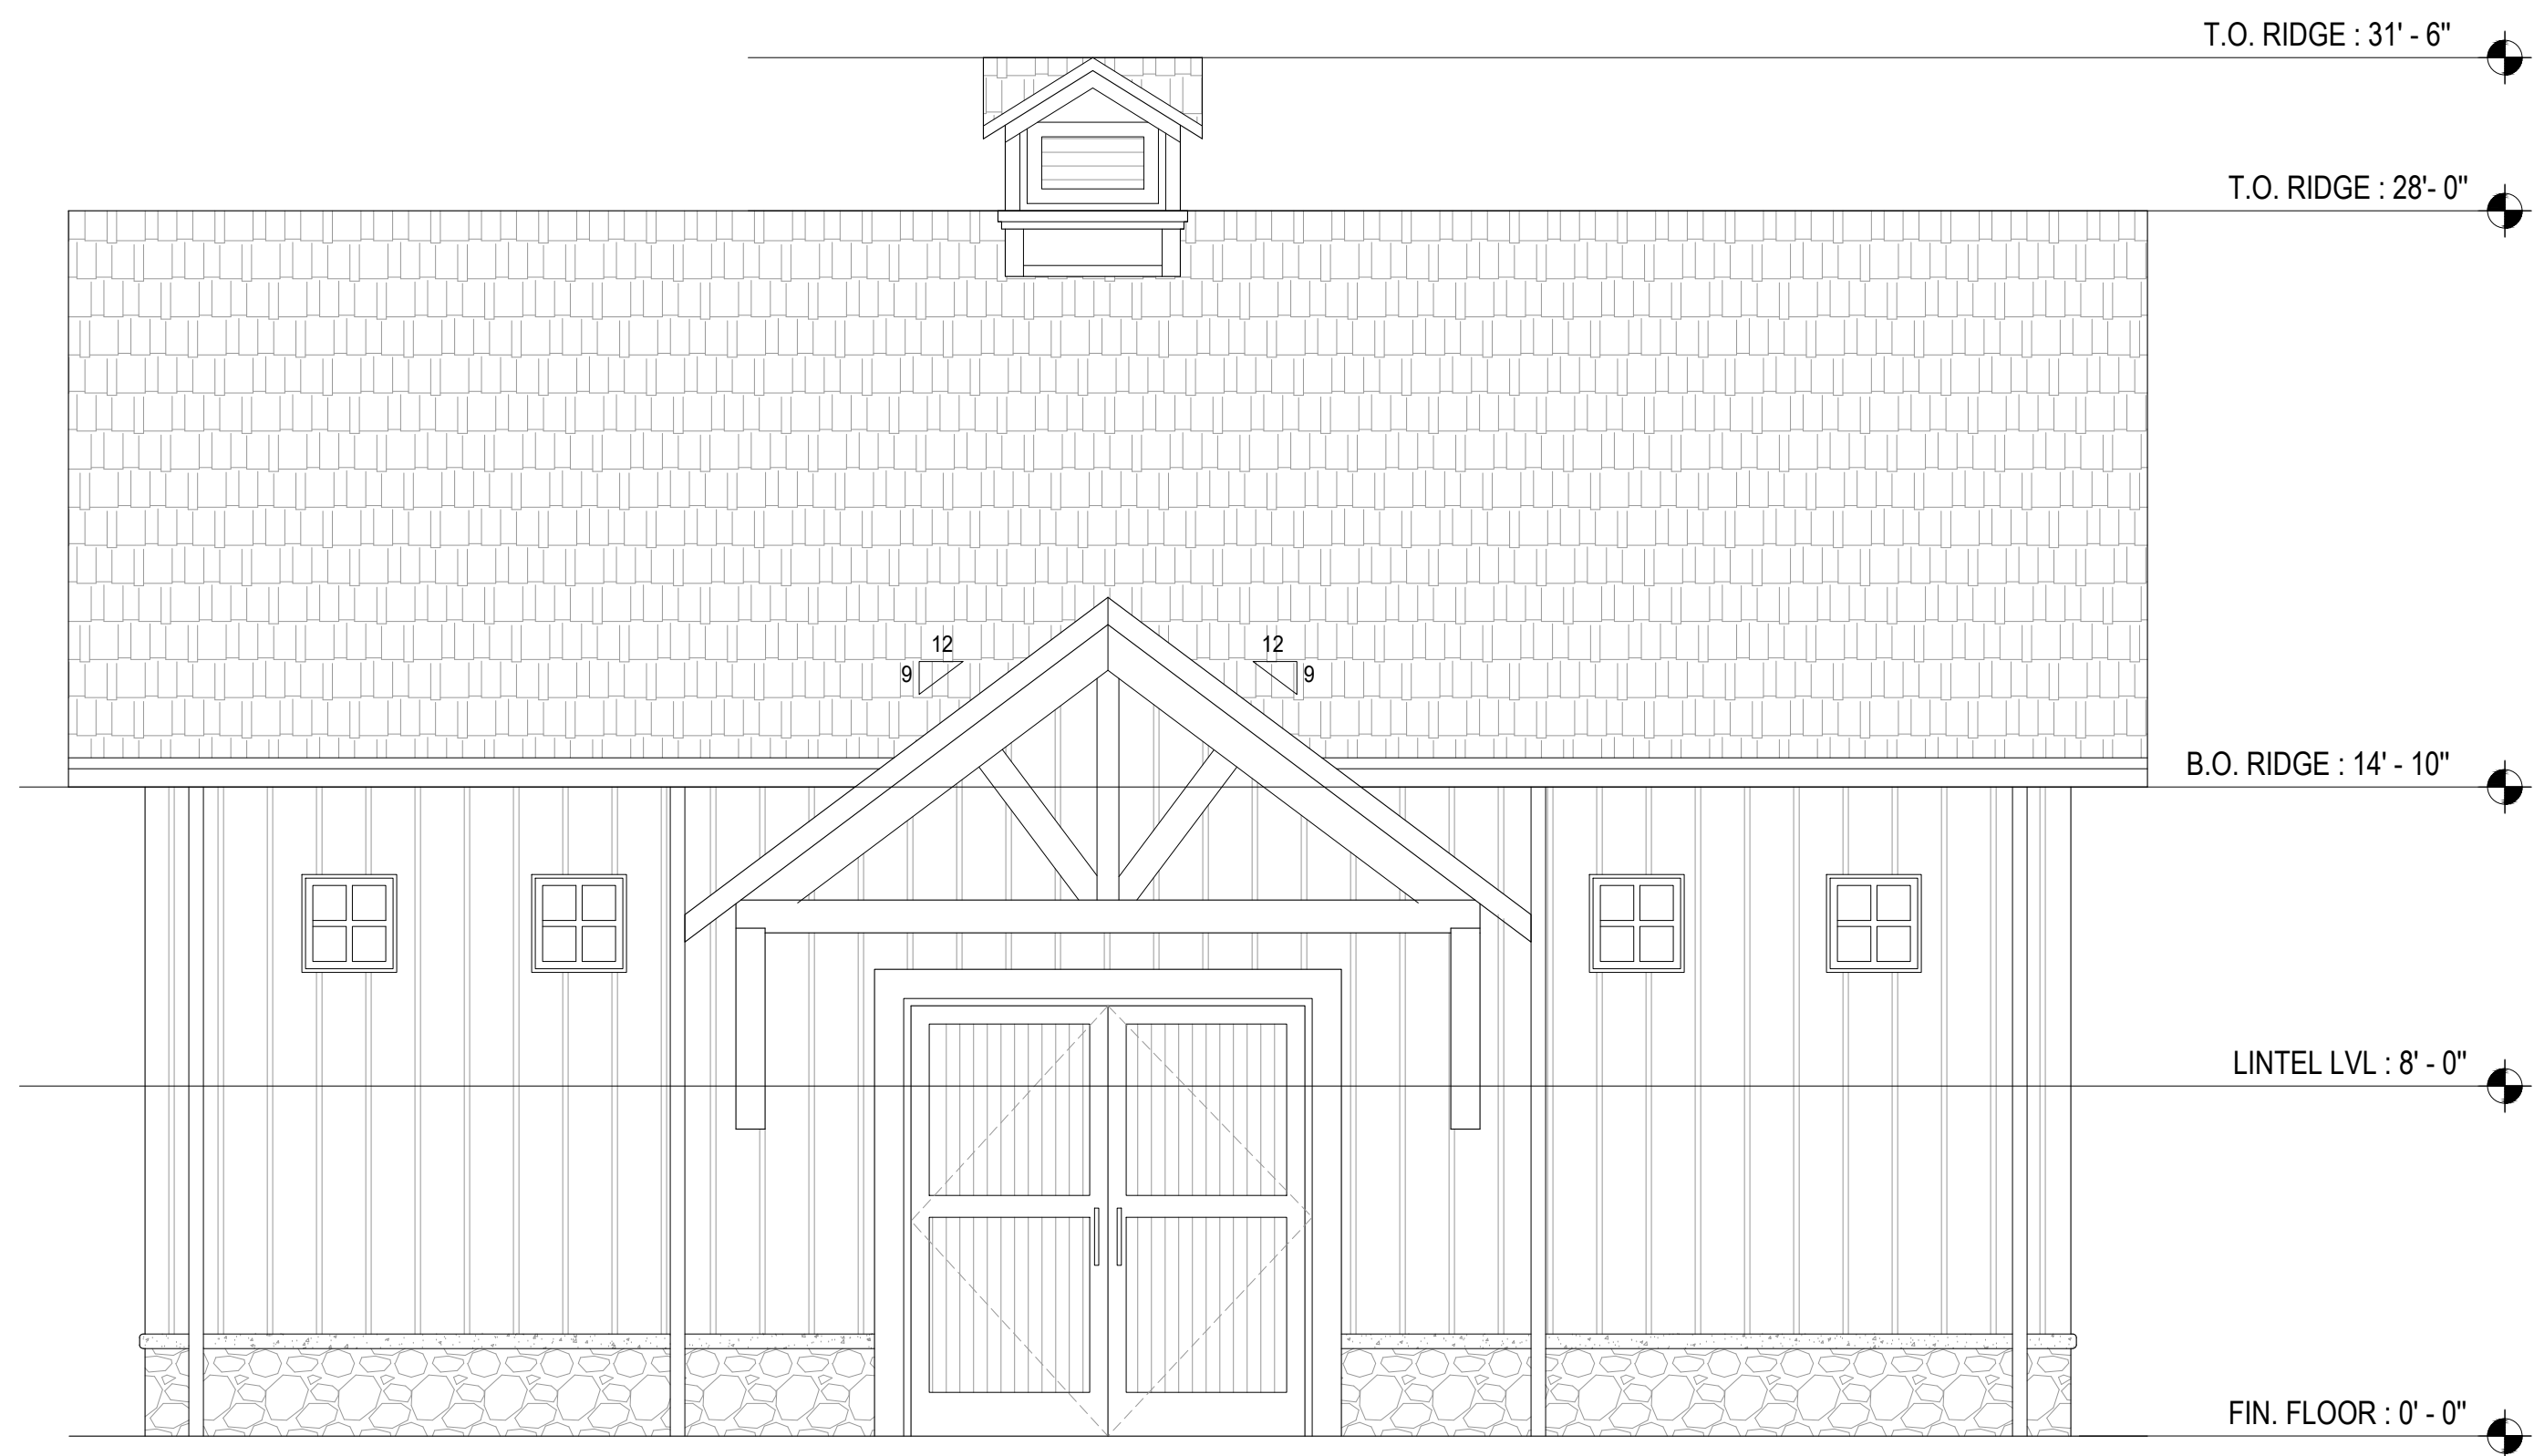 T.O. RIDGE : 31' - 6"
T.O. RIDGE : 28'- 0"
12
12
9
9
B.O. RIDGE : 14' - 10"
LINTEL LVL : 8' - 0"
FIN. FLOOR : 0' - 0"